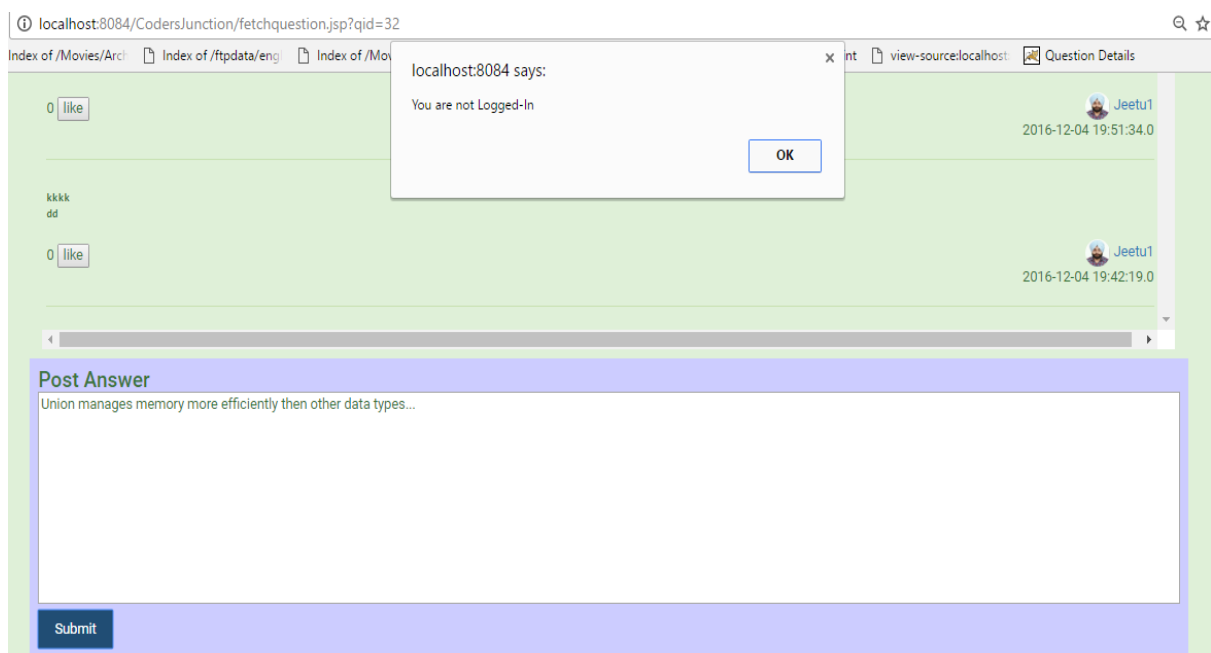 localhost:8084/CodersJunction/fetchquestion.jsp?qid=32
Index of /Movies/Arch Index of /ftpdata/eng Index of /Mov nt view-source:localhost: Question Details
localhost:8084 says:
You are not Logged-In
OK
0 like
Jeetu1
2016-12-04 19:51:34.0
kkkk
dd
0 like
Jeetu1
2016-12-04 19:42:19.0
Post Answer
Union manages memory more efficiently then other data types...
Submit